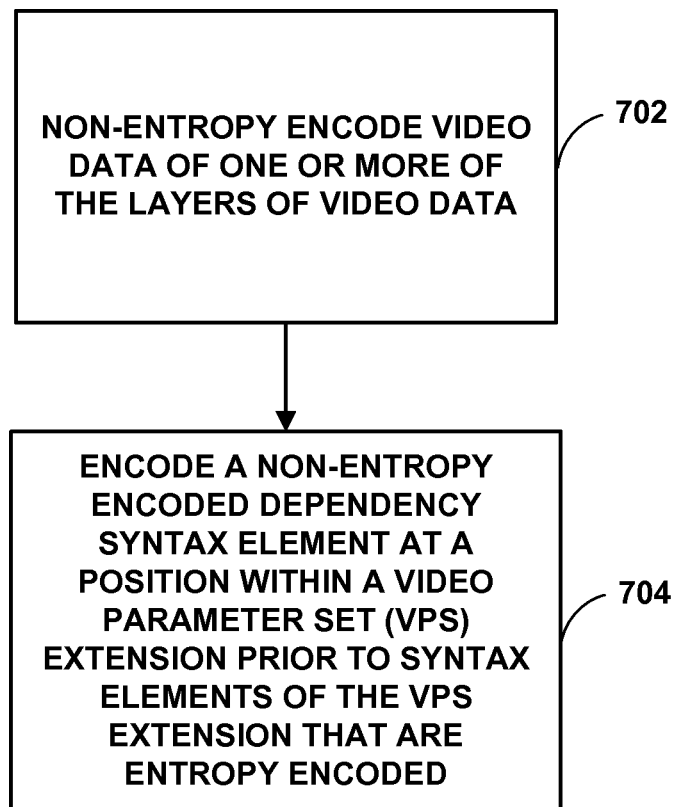 NON-ENTROPY ENCODE VIDEO
DATA OF ONE OR MORE OF
THE LAYERS OF VIDEO DATA
702
ENCODE A NON-ENTROPY
ENCODED DEPENDENCY
SYNTAX ELEMENT AT A
POSITION WITHIN A VIDEO
PARAMETER SET (VPS)
EXTENSION PRIOR TO SYNTAX
ELEMENTS OF THE VPS
EXTENSION THAT ARE
ENTROPY ENCODED
704